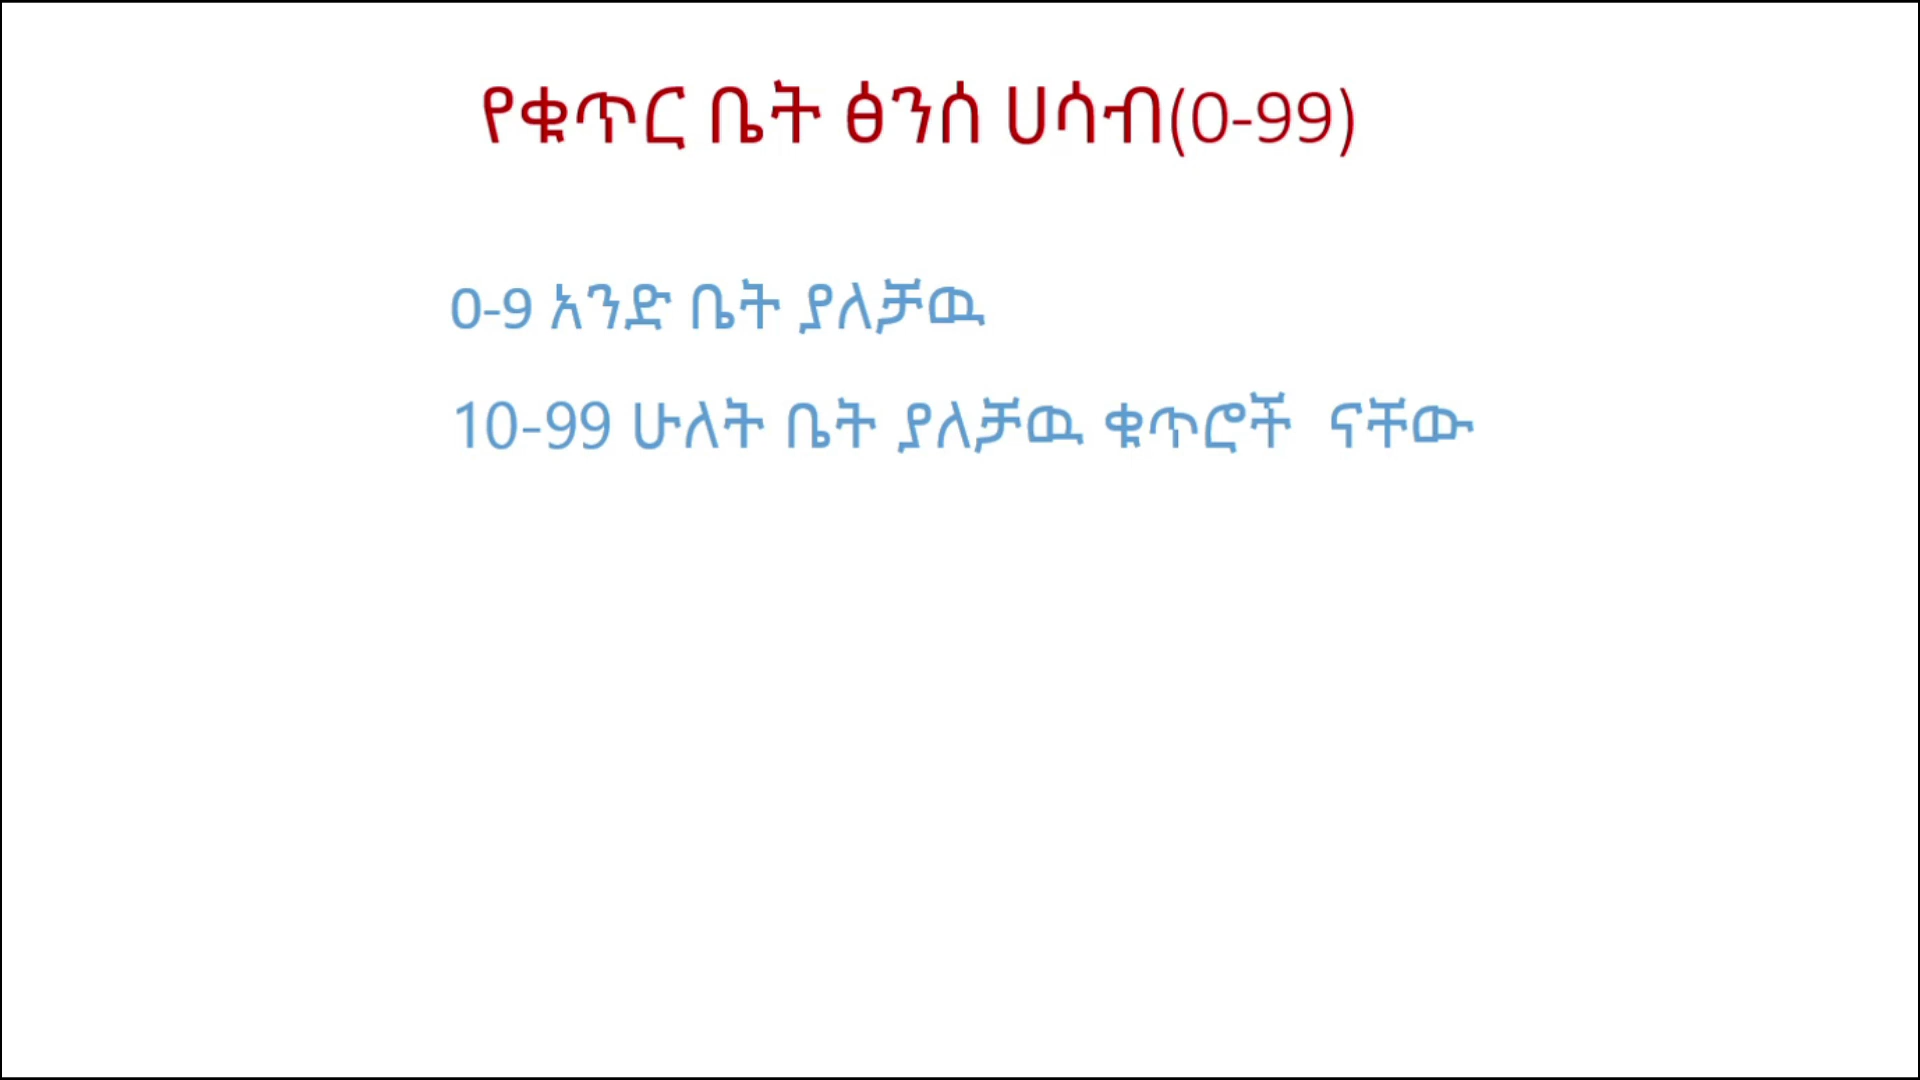 የቁጥር ቤት ፅንሰ ሀሳብ(0-99)
0-9 አንድ ቤት ያለቻዉ
10-99 ሁለት ቤት ያለቻዉ ቁጥሮች ናቸው